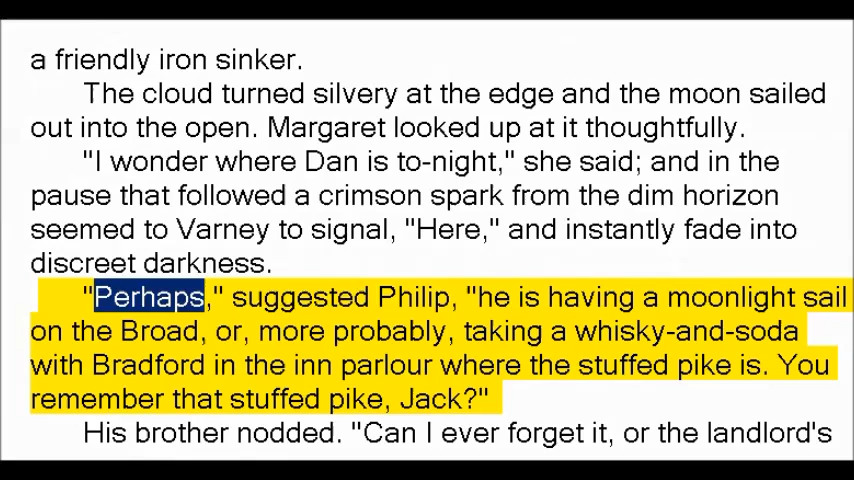 a friendly iron sinker.
The cloud turned silvery at the edge and the moon sailed
out into the open. Margaret looked up at it thoughtfully.
"I wonder where Dan is to-night," she said; and in the
pause that followed a crimson spark from the dim horizon
seemed to Varney to signal, "Here," and instantly fade into
discreet darkness.
"Perhaps," suggested Philip, "he is having a moonlight sail
on the Broad, or, more probably, taking a whisky-and-soda
with Bradford in the inn parlour where the stuffed pike is. You
remember that stuffed pike, Jack?"
His brother nodded. "Can I ever forget it, or the landlord's